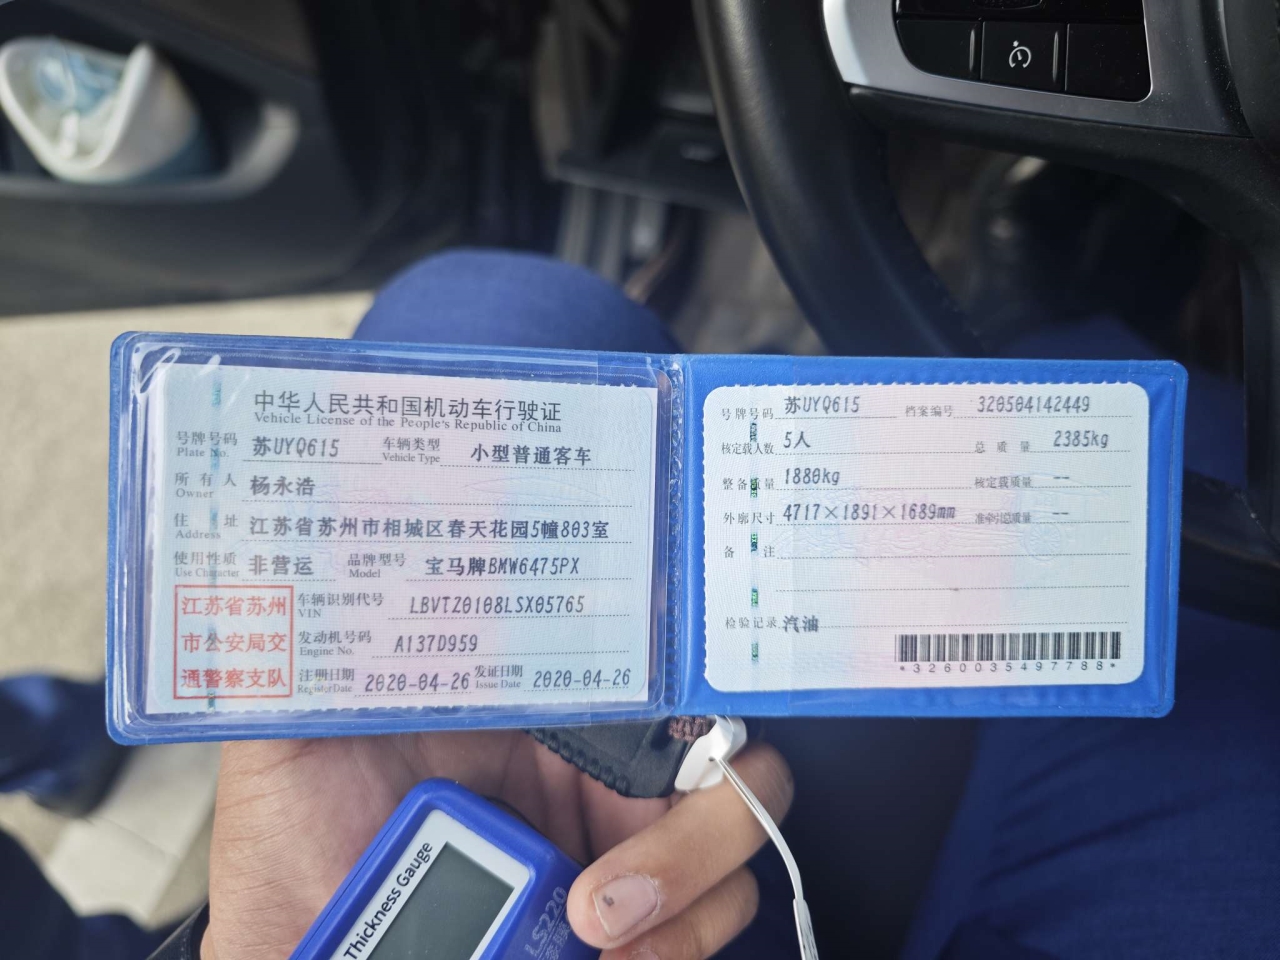 中华人民共和国机动车行驶证
Vehicle License of the People's Republic of China
号牌号码 苏UYQ615 车辆类型 小型普通客车
Plate No. Vehicle Type
所有人 杨永浩
Owner
住址 江苏省苏州市相城区春天花园5幢803室
Address
使用性质 非营运 品牌型号 宝马牌BMW6475PX
Use Character Model
江苏省苏州
市公安局交
通警察支队
车辆识别代号 LBVTZ0108LSX05765
VIN
发动机号码 A137D959
Engine No.
注册日期 2020-04-26 发证日期 2020-04-26
Register Date Issue Date
号牌号码 苏UYQ615 档案编号 320504142449
核定载人数 5人 总质量 2385kg
整备质量 1880kg 核定载质量 --
外廓尺寸 4717×1891×1689mm 准牵引总质量 --
备注
检验记录 汽油
*3260035497788*
Thickness Gauge
LS220